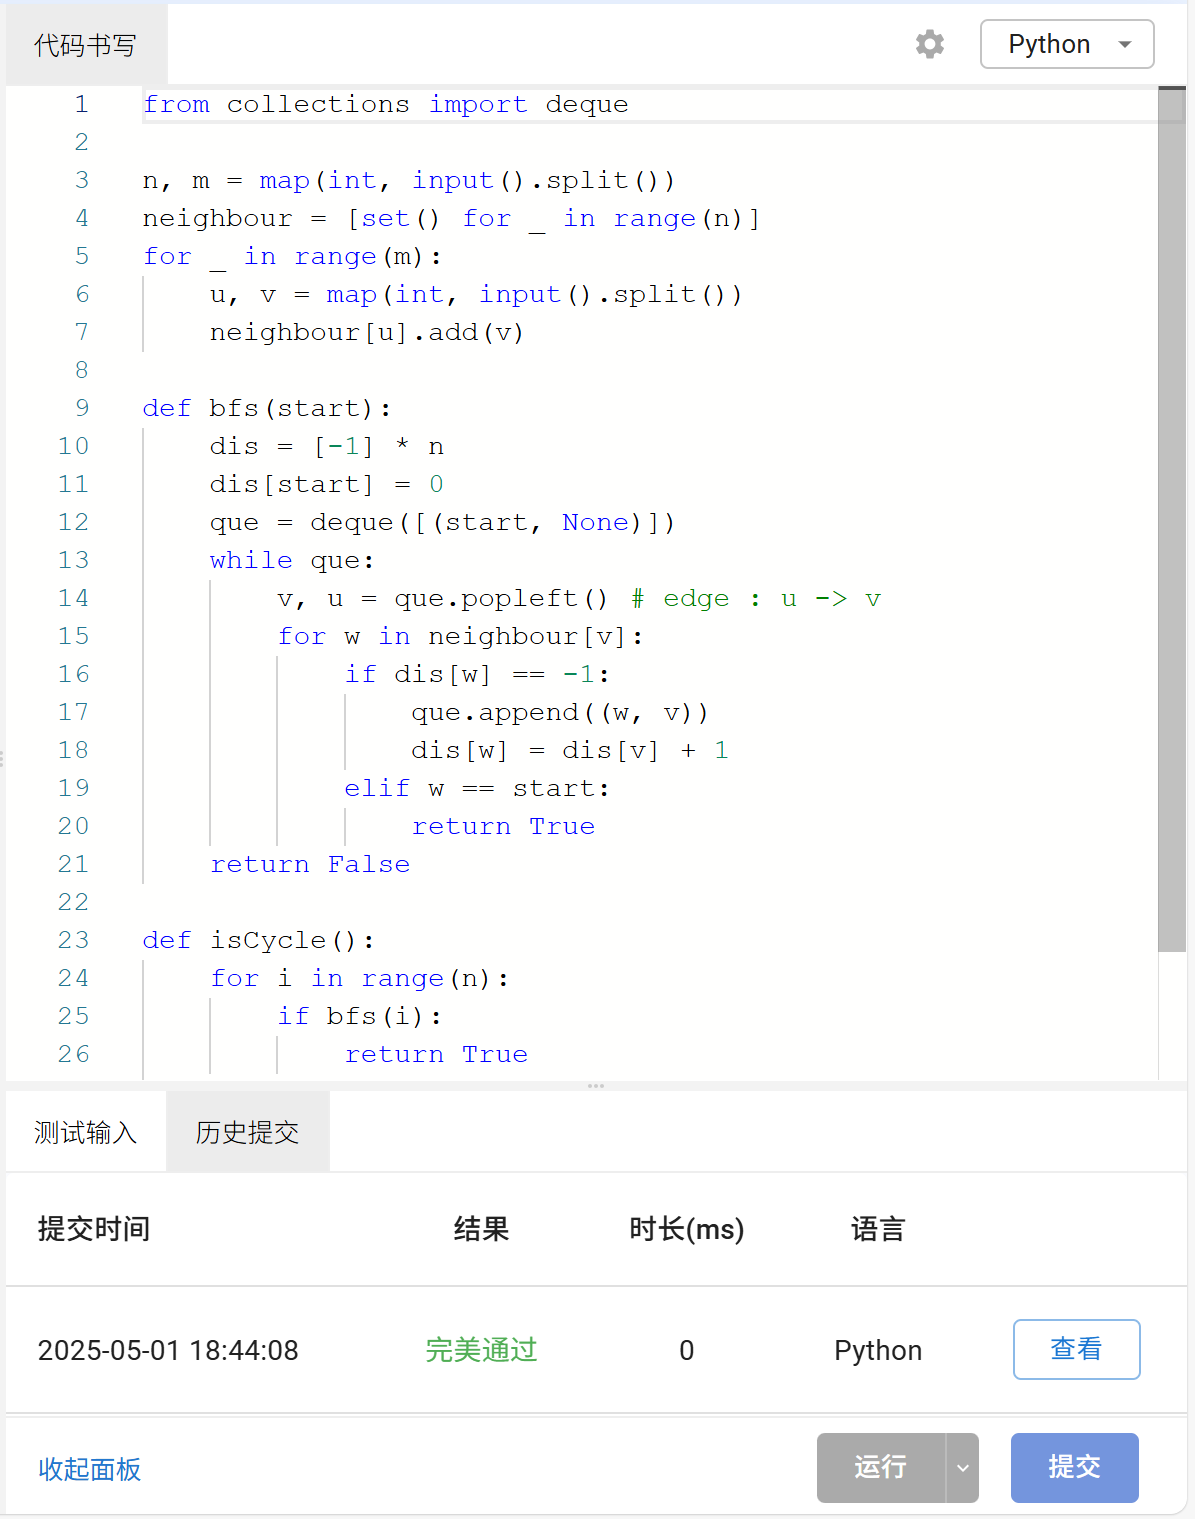 代码书写
Python
1 from collections import deque
2
3 n, m = map(int, input().split())
4 neighbour = [set() for _ in range(n)]
5 for _ in range(m):
6     u, v = map(int, input().split())
7     neighbour[u].add(v)
8
9 def bfs(start):
10     dis = [-1] * n
11     dis[start] = 0
12     que = deque([(start, None)])
13     while que:
14         v, u = que.popleft() # edge : u -> v
15         for w in neighbour[v]:
16             if dis[w] == -1:
17                 que.append((w, v))
18                 dis[w] = dis[v] + 1
19             elif w == start:
20                 return True
21     return False
22
23 def isCycle():
24     for i in range(n):
25         if bfs(i):
26             return True
测试输入 历史提交
提交时间 结果 时长(ms) 语言
2025-05-01 18:44:08 完美通过 0 Python 查看
收起面板 运行 提交